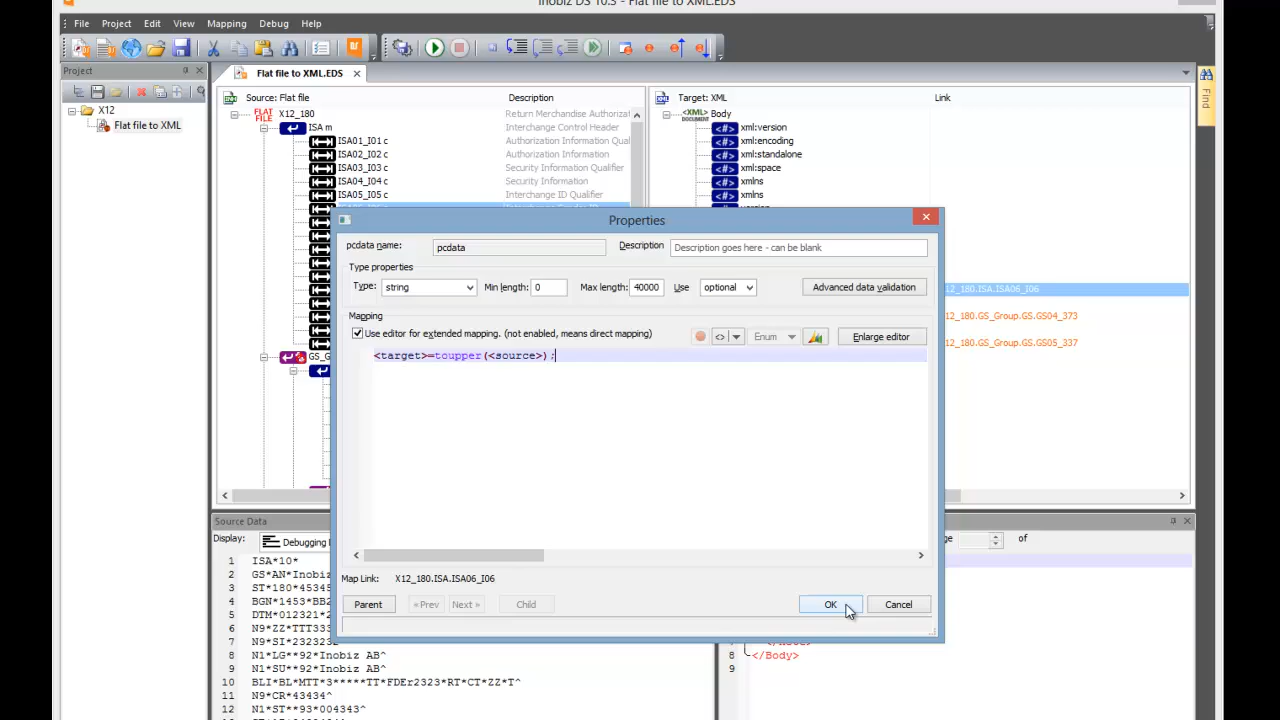 Inobiz DS 10.3 - Flat file to XML.EDS
File Project Edit View Mapping Debug Help
Project
Flat file to XML.EDS
X12
Flat file to XML
Source: Flat file Description
X12_180 Return Merchandise Authorizat
ISA m Interchange Control Header
ISA01_I01 c Authorization Information Qual
ISA02_I02 c Authorization Information
ISA03_I03 c Security Information Qualifier
ISA04_I04 c Security Information
ISA05_I05 c Interchange ID Qualifier
GS_G
Target: XML Link
<XML> DOCUMENT Body
<#> xml:version
<#> xml:encoding
<#> xml:standalone
<#> xml:space
<#> xmlns
<#> xmlns
12_180.ISA.ISA06_I06
12_180.GS_Group.GS.GS04_373
12_180.GS_Group.GS.GS05_337
Find
Properties
pcdata name: pcdata Description Description goes here - can be blank
Type properties
Type: string Min length: 0 Max length: 40000 Use optional Advanced data validation
Mapping
Use editor for extended mapping. (not enabled, means direct mapping) <> Enum Enlarge editor
<target>=toupper(<source>);
Map Link: X12_180.ISA.ISA06_I06
Parent « Prev Next » Child OK Cancel
Source Data
Display: Debugging
1 ISA*10*
2 GS*AN*Inobiz
3 ST*180*45345
4 BGN*1453*BB2
5 DTM*012321*2
6 N9*ZZ*TTT333
7 N9*SI*232323
8 N1*LG**92*Inobiz AB^
9 N1*SU**92*Inobiz AB^
10 BLI*BL*MTT*3*****TT*FDEr2323*RT*CT*ZZ*T^
11 N9*CR*43434^
12 N1*ST**93*004343^
ge of
8 </Body>
9